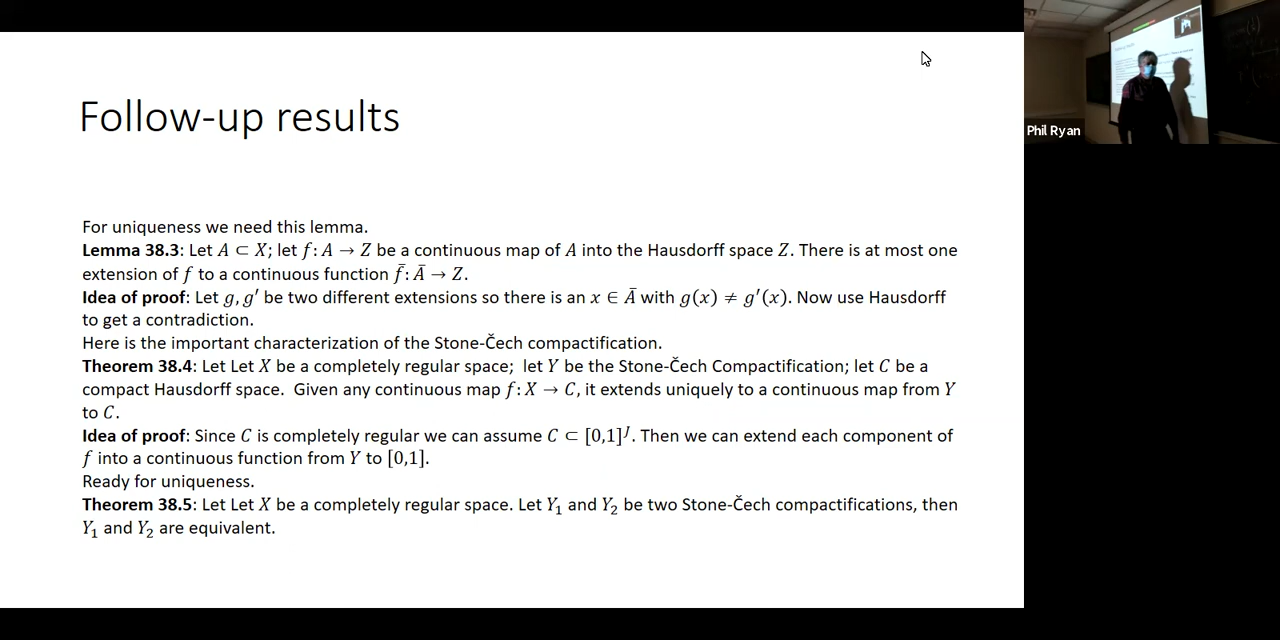 Follow-up results
For uniqueness we need this lemma.
Lemma 38.3: Let A ⊂ X; let f: A → Z be a continuous map of A into the Hausdorff space Z. There is at most one
extension of f to a continuous function f̄: Ā → Z.
Idea of proof: Let g, g′ be two different extensions so there is an x ∈ Ā with g(x) ≠ g′(x). Now use Hausdorff
to get a contradiction.
Here is the important characterization of the Stone-Čech compactification.
Theorem 38.4: Let Let X be a completely regular space; let Y be the Stone-Čech Compactification; let C be a
compact Hausdorff space. Given any continuous map f: X → C, it extends uniquely to a continuous map from Y
to C.
Idea of proof: Since C is completely regular we can assume C ⊂ [0,1]ᴶ. Then we can extend each component of
f into a continuous function from Y to [0,1].
Ready for uniqueness.
Theorem 38.5: Let Let X be a completely regular space. Let Y₁ and Y₂ be two Stone-Čech compactifications, then
Y₁ and Y₂ are equivalent.
Phil Ryan